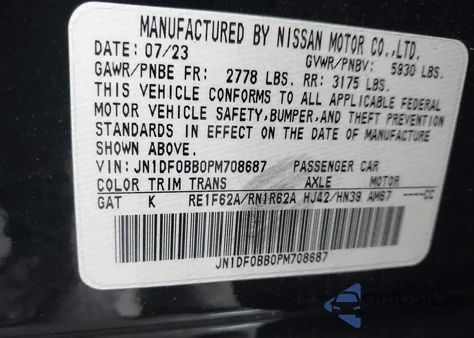 MANUFACTURED BY NISSAN MOTOR CO.,LTD.
DATE: 07/23 GVWR/PNBV: 5930 LBS.
GAWR/PNBE FR: 2778 LBS. RR: 3175 LBS.
THIS VEHICLE CONFORMS TO ALL APPLICABLE FEDERAL
MOTOR VEHICLE SAFETY, BUMPER, AND THEFT PREVENTION
STANDARDS IN EFFECT ON THE DATE OF MANUFACTURE
SHOWN ABOVE.
VIN: JN1DF0BB0PM708687 PASSENGER CAR
COLOR TRIM TRANS AXLE MOTOR
GAT K RE1F62A/RN1R62A HJ42/HN39 AM67 -----CC
JN1DF0BB0PM708687